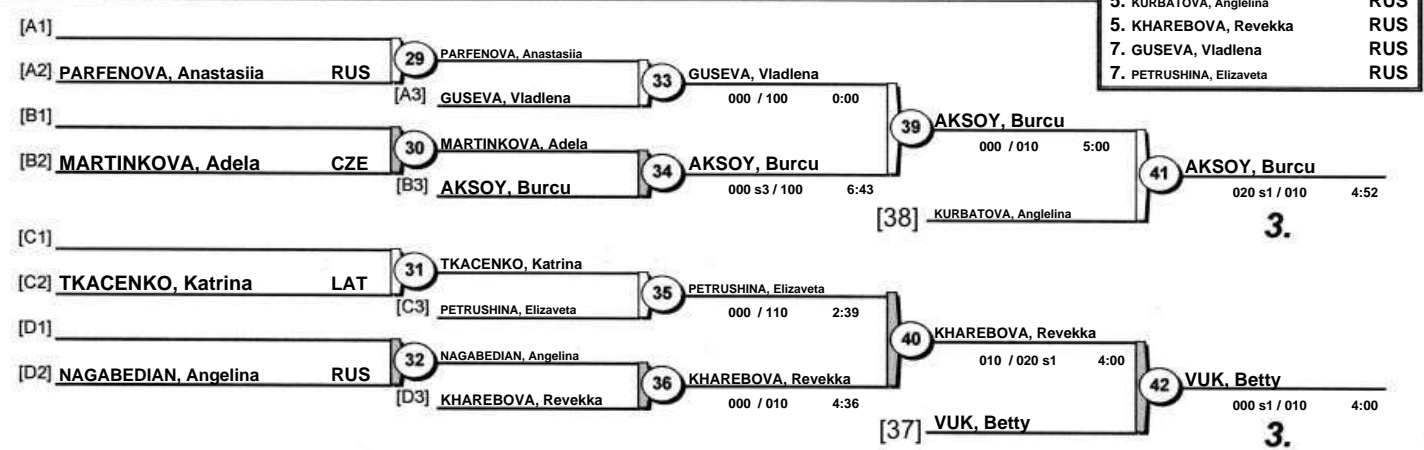 5. KURBATOVA, Anglelina RUS
5. KHAREBOVA, Revekka RUS
7. GUSEVA, Vladlena RUS
7. PETRUSHINA, Elizaveta RUS
[A1]
[A2] PARFENOVA, Anastasiia RUS
29
PARFENOVA, Anastasiia
[A3] GUSEVA, Vladlena
33
GUSEVA, Vladlena
000 / 100 0:00
[B1]
[B2] MARTINKOVA, Adela CZE
30
MARTINKOVA, Adela
[B3] AKSOY, Burcu
34
AKSOY, Burcu
000 s3 / 100 6:43
39
AKSOY, Burcu
000 / 010 5:00
[38] KURBATOVA, Anglelina
41
AKSOY, Burcu
020 s1 / 010 4:52
3.
[C1]
[C2] TKACENKO, Katrina LAT
31
TKACENKO, Katrina
[C3] PETRUSHINA, Elizaveta
35
PETRUSHINA, Elizaveta
000 / 110 2:39
[D1]
[D2] NAGABEDIAN, Angelina RUS
32
NAGABEDIAN, Angelina
[D3] KHAREBOVA, Revekka
36
KHAREBOVA, Revekka
000 / 010 4:36
40
KHAREBOVA, Revekka
010 / 020 s1 4:00
[37] VUK, Betty
42
VUK, Betty
000 s1 / 010 4:00
3.